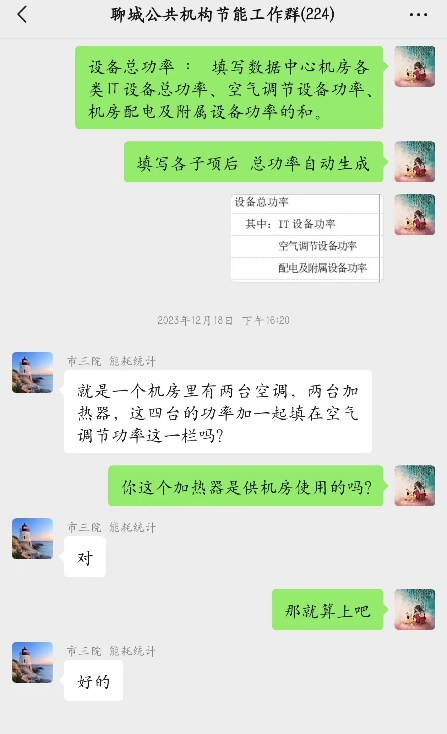 聊城公共机构节能工作群(224)
设备总功率 ： 填写数据中心机房各
类IT设备总功率、空气调节设备功率、
机房配电及附属设备功率的和。
填写各子项后 总功率自动生成
设备总功率
其中：IT 设备功率
空气调节设备功率
配电及附属设备功率
2023年12月18日 下午16:20
市三院 能耗统计
就是一个机房里有两台空调，两台加
热器，这四台的功率加一起填在空气
调节功率这一栏吗？
你这个加热器是供机房使用的吗？
市三院 能耗统计
对
那就算上吧
市三院 能耗统计
好的